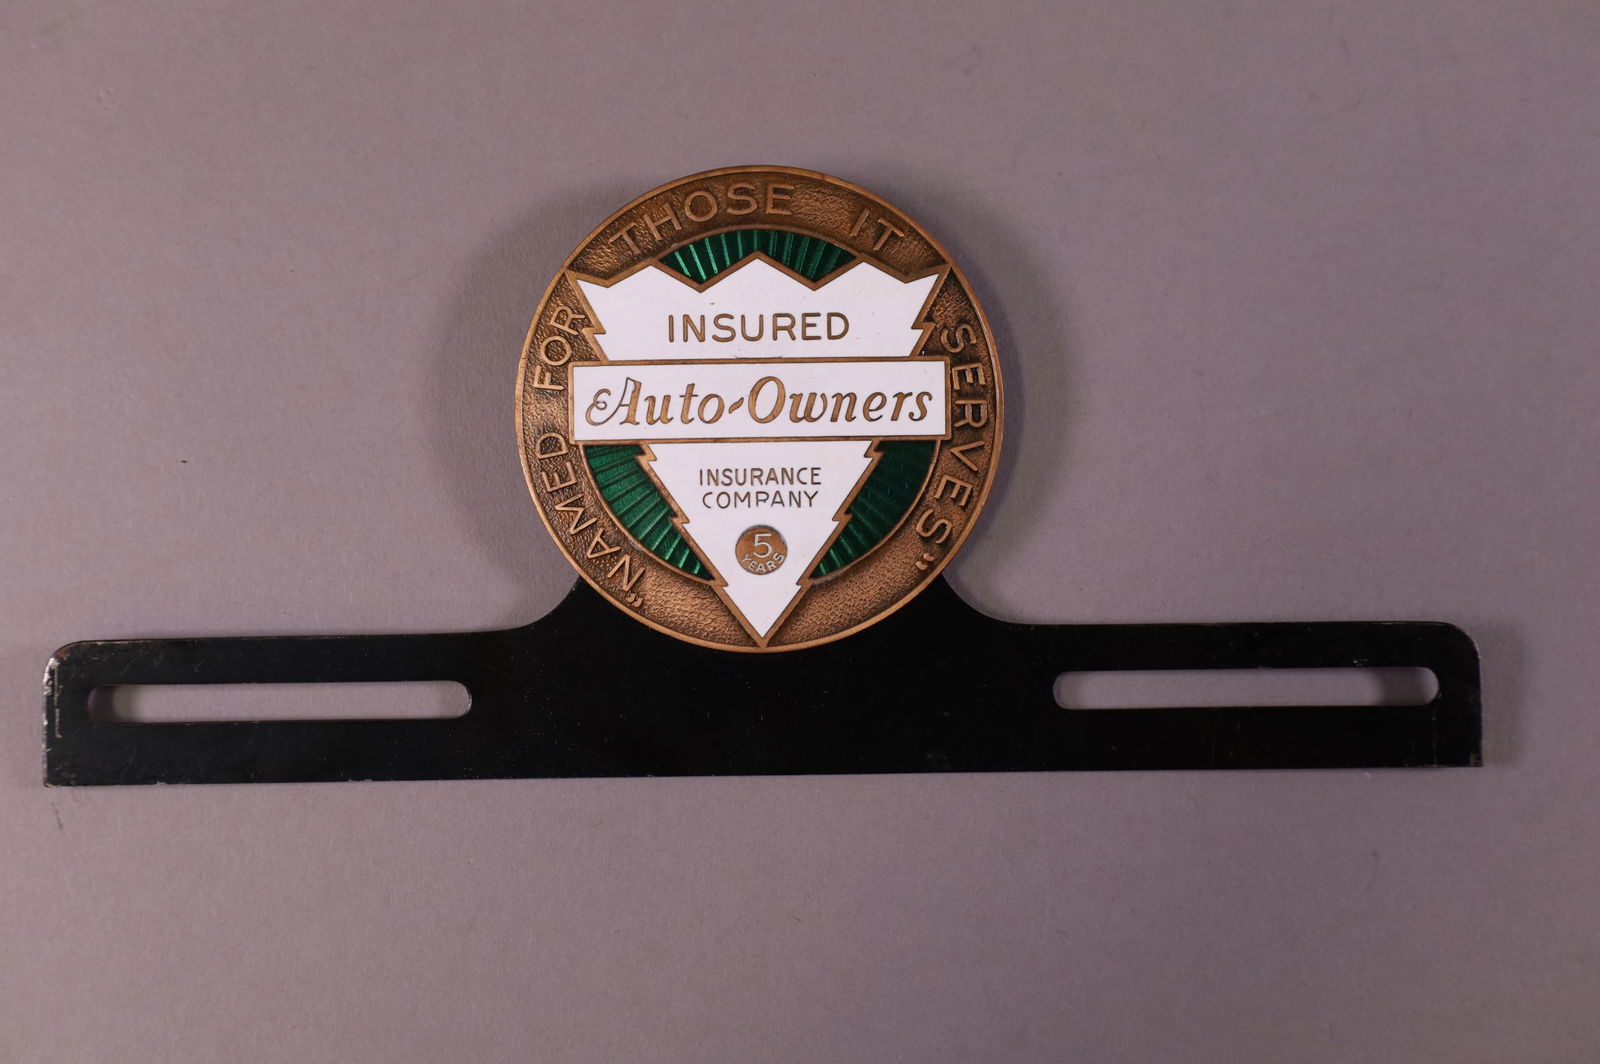 "NAMED FOR THOSE IT SERVES"
INSURED
Auto-Owners
INSURANCE
COMPANY
5
YEARS